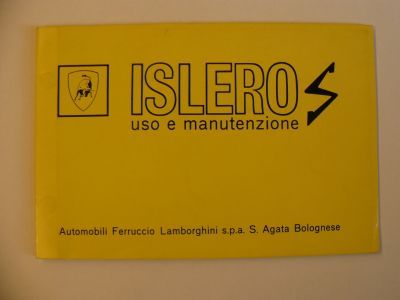 ISLERO S
uso e manutenzione
Automobili Ferruccio Lamborghini s.p.a. S. Agata Bolognese